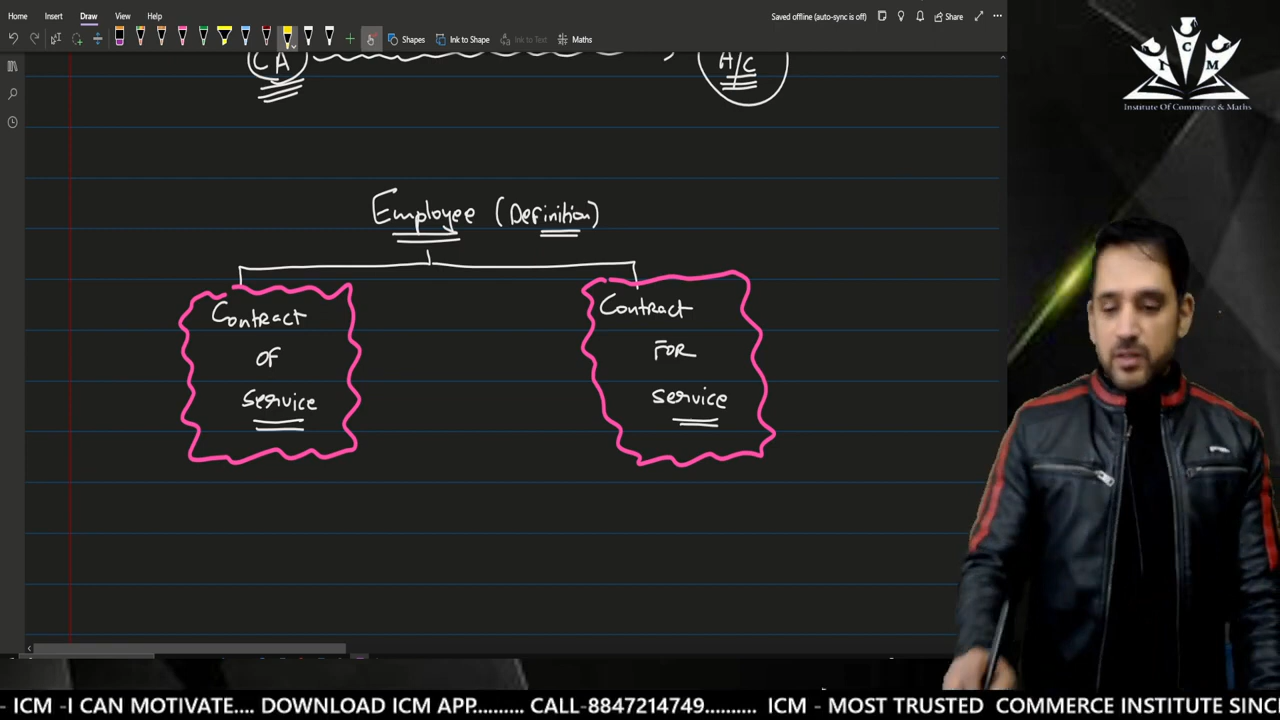 Home Insert Draw View Help
Saved offline (auto-sync is off) Share
Shapes Ink to Shape Ink to Text Maths
CA A/C
Employee (Definition)
Contract
OF
Service
Contract
FOR
Service
I C M
Institute Of Commerce & Maths
- ICM -I CAN MOTIVATE.... DOWNLOAD ICM APP......... CALL-8847214749.......... ICM - MOST TRUSTED COMMERCE INSTITUTE SINC